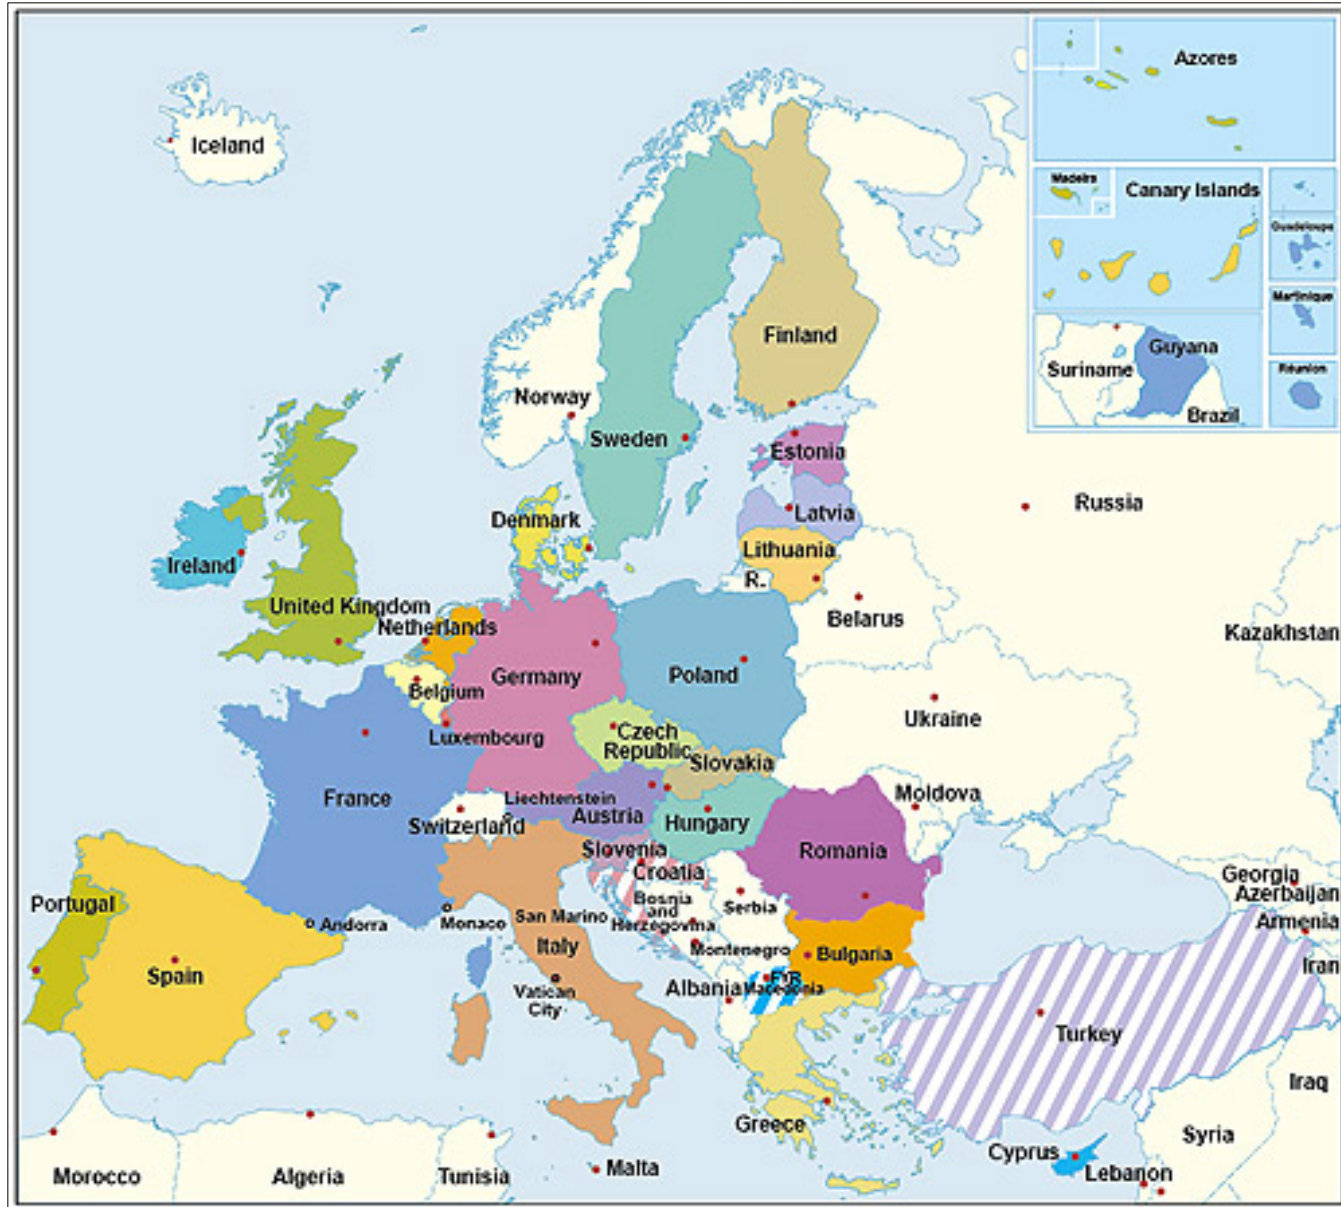 Azores
Iceland
Madeira
Canary Islands
Guadeloupe
Martinique
Finland
Guyana
Suriname
Réunion
Norway
Brazil
Sweden
Estonia
Russia
Denmark
Latvia
Lithuania
Ireland
R.
United Kingdom
Belarus
Netherlands
Kazakhstan
Germany
Poland
Belgium
Ukraine
Luxembourg
Czech
Republic
Slovakia
France
Liechtenstein
Moldova
Austria
Switzerland
Hungary
Slovenia
Romania
Croatia
Georgia
Azerbaijan
Portugal
Bosnia
and
Herzegovina
Serbia
San Marino
Andorra
Monaco
Armenia
Italy
Montenegro
Bulgaria
Iran
Spain
F.Y.R.
Macedonia
Albania
Vatican
City
Turkey
Iraq
Greece
Syria
Cyprus
Malta
Lebanon
Morocco
Algeria
Tunisia